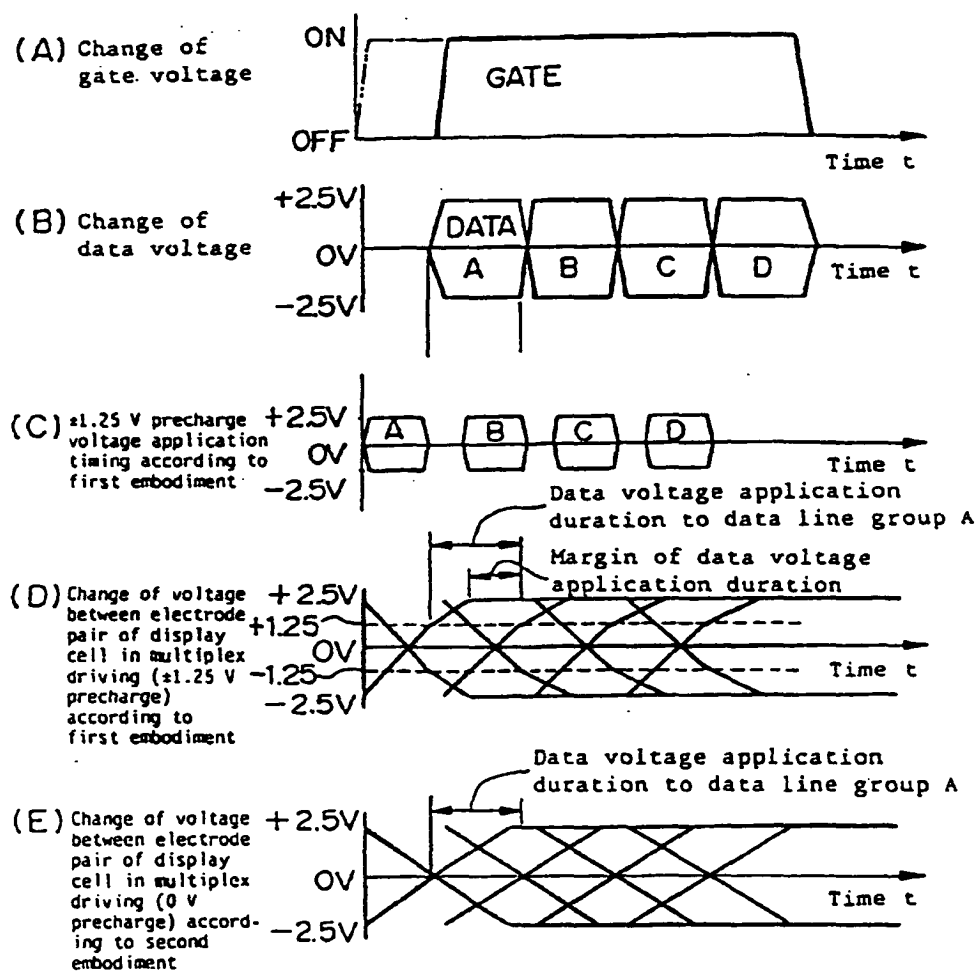 (A) Change of
gate voltage
ON
OFF
GATE
Time t
(B) Change of
data voltage
+2.5V
0V
-2.5V
DATA
A
B
C
D
Time t
(C) ±1.25 V precharge
voltage application
timing according to
first embodiment
+2.5V
0V
-2.5V
A
B
C
D
Time t
Data voltage application
duration to data line group A
Margin of data voltage
application duration
(D) Change of voltage
between electrode
pair of display
cell in multiplex
driving (±1.25 V
precharge)
according to
first embodiment
+2.5V
+1.25
0V
-1.25
-2.5V
Time t
Data voltage application
duration to data line group A
(E) Change of voltage
between electrode
pair of display
cell in multiplex
driving (0 V
precharge) accord-
ing to second
embodiment
+2.5V
0V
-2.5V
Time t